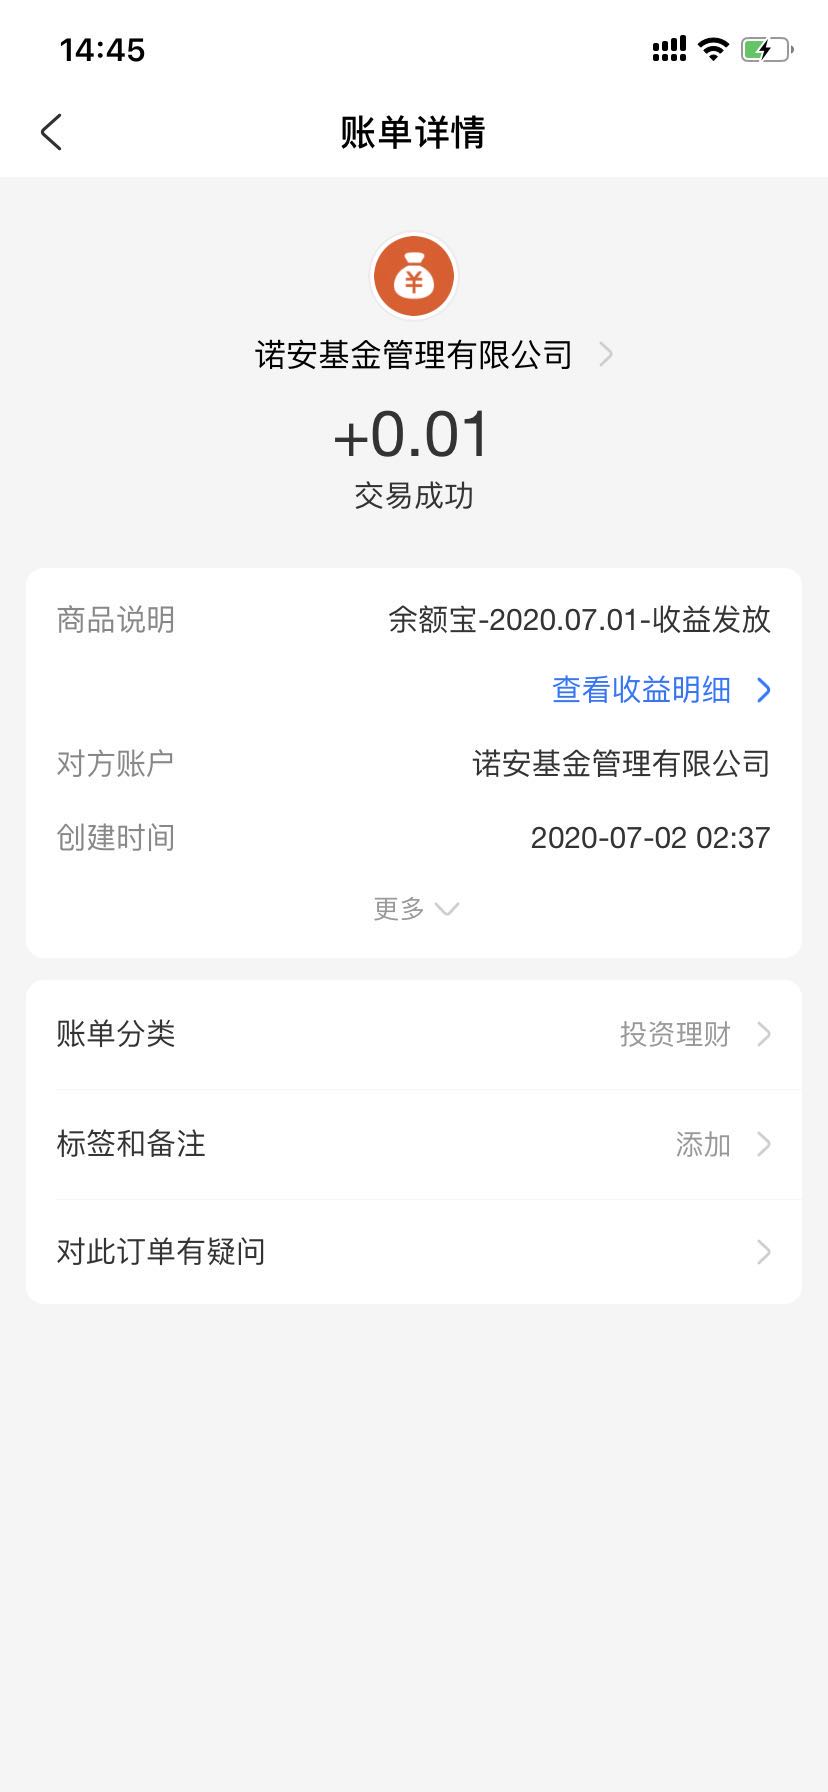 14:45
账单详情
¥
诺安基金管理有限公司
+0.01
交易成功
商品说明 余额宝-2020.07.01-收益发放
查看收益明细
对方账户 诺安基金管理有限公司
创建时间 2020-07-02 02:37
更多
账单分类 投资理财
标签和备注 添加
对此订单有疑问